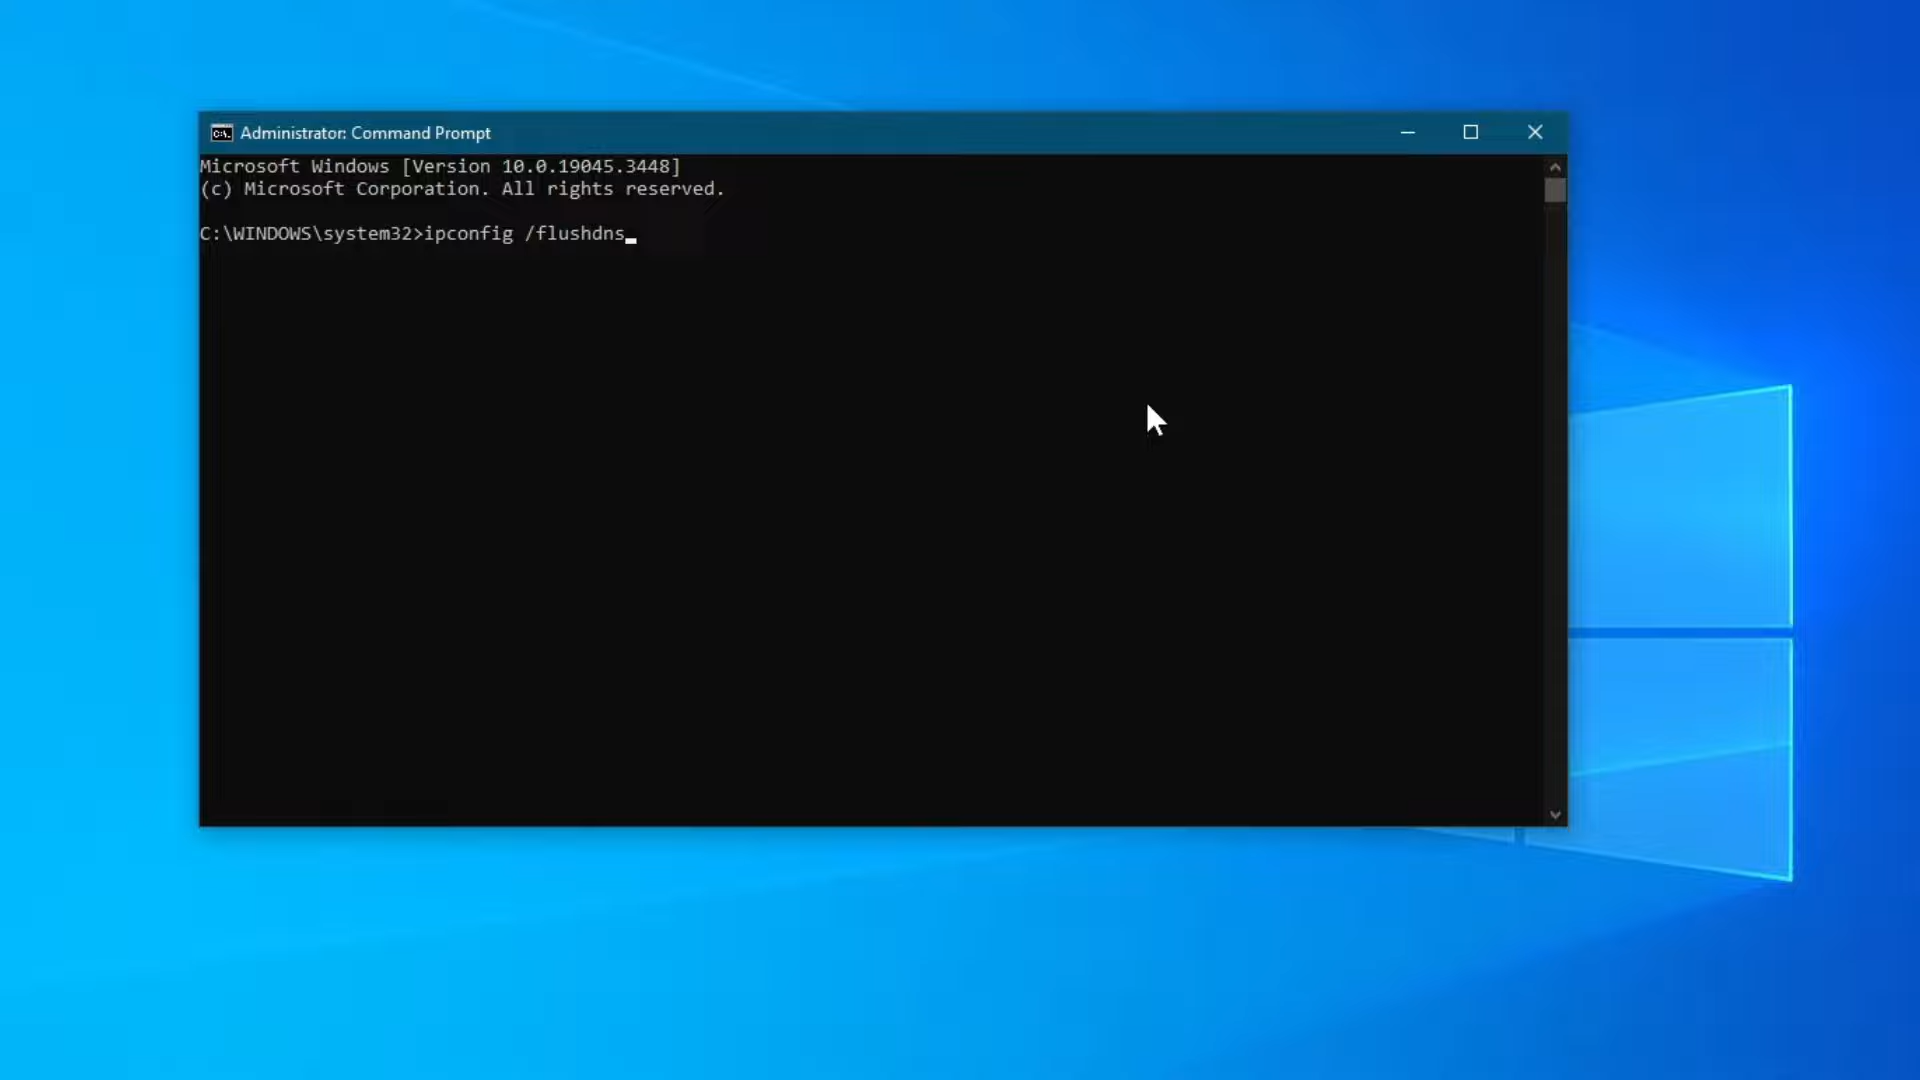 Administrator: Command Prompt
Microsoft Windows [Version 10.0.19045.3448]
(c) Microsoft Corporation. All rights reserved.
C:\WINDOWS\system32>ipconfig /flushdns